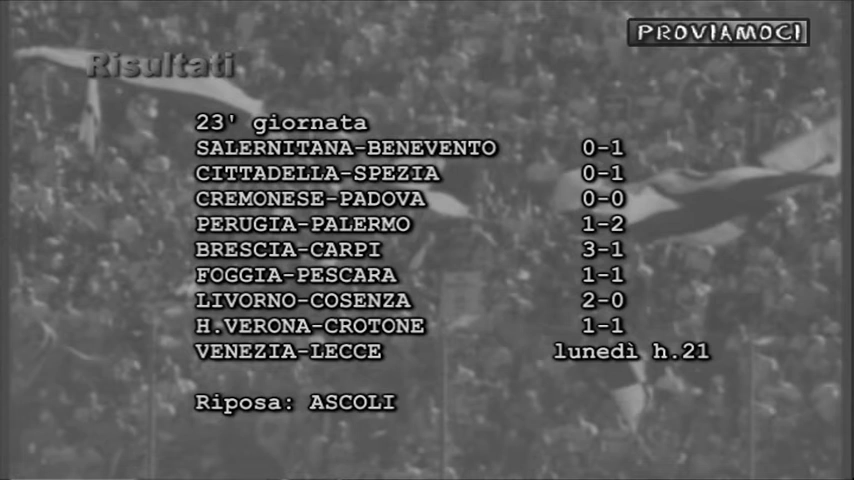 PROVIAMOCI
Risultati
23' giornata
SALERNITANA-BENEVENTO 0-1
CITTADELLA-SPEZIA 0-1
CREMONESE-PADOVA 0-0
PERUGIA-PALERMO 1-2
BRESCIA-CARPI 3-1
FOGGIA-PESCARA 1-1
LIVORNO-COSENZA 2-0
H.VERONA-CROTONE 1-1
VENEZIA-LECCE lunedì h.21
Riposa: ASCOLI